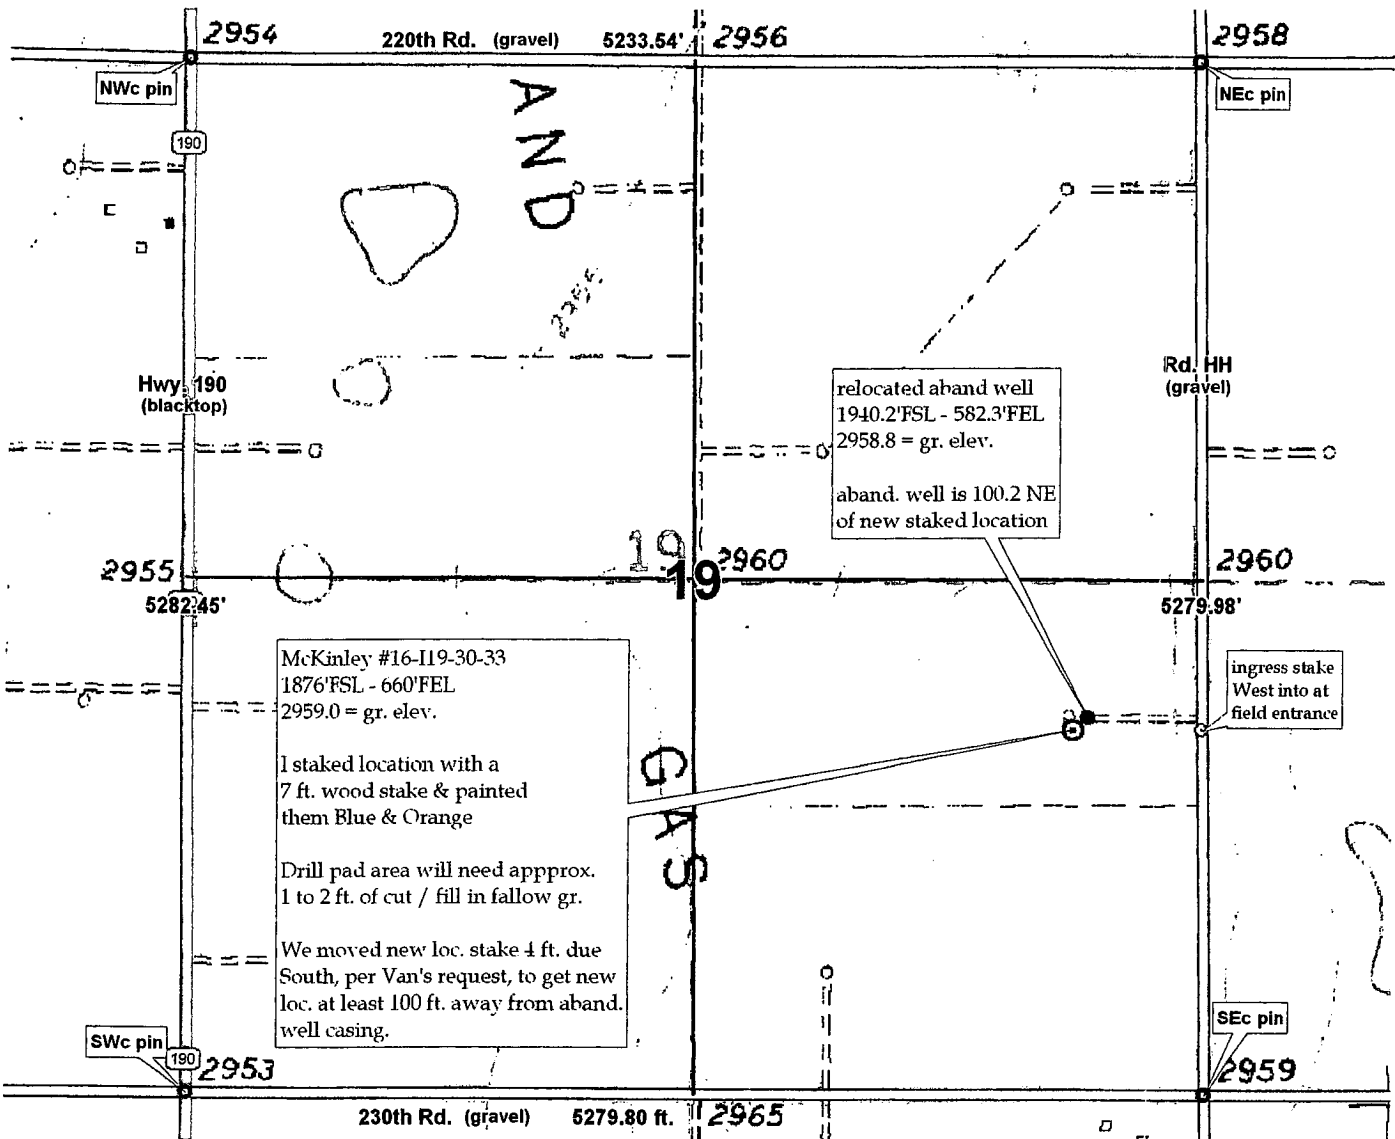 2954
220th Rd. (gravel) 5233.54'
2956
2958
NWc pin
NEc pin
190
AND
Hwy. 190
(blacktop)
Rd. HH
(gravel)
relocated aband well
1940.2'FSL - 582.3'FEL
2958.8 = gr. elev.
aband. well is 100.2 NE
of new staked location
2955
19
19
2960
2960
5282.45'
5279.98'
McKinley #16-I19-30-33
1876'FSL - 660'FEL
2959.0 = gr. elev.
I staked location with a
7 ft. wood stake & painted
them Blue & Orange
Drill pad area will need appprox.
1 to 2 ft. of cut / fill in fallow gr.
We moved new loc. stake 4 ft. due
South, per Van's request, to get new
loc. at least 100 ft. away from aband.
well casing.
ingress stake
West into at
field entrance
GAS
SWc pin
190
2953
SEc pin
2959
230th Rd. (gravel) 5279.80 ft.
2965